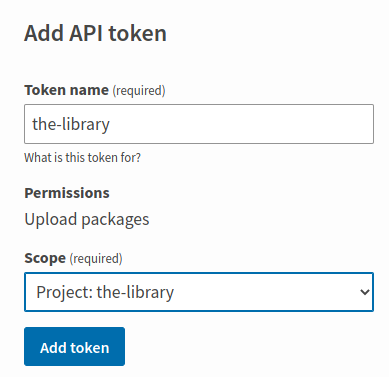 Add API token
Token name (required)
the-library
What is this token for?
Permissions
Upload packages
Scope (required)
Project: the-library
Add token